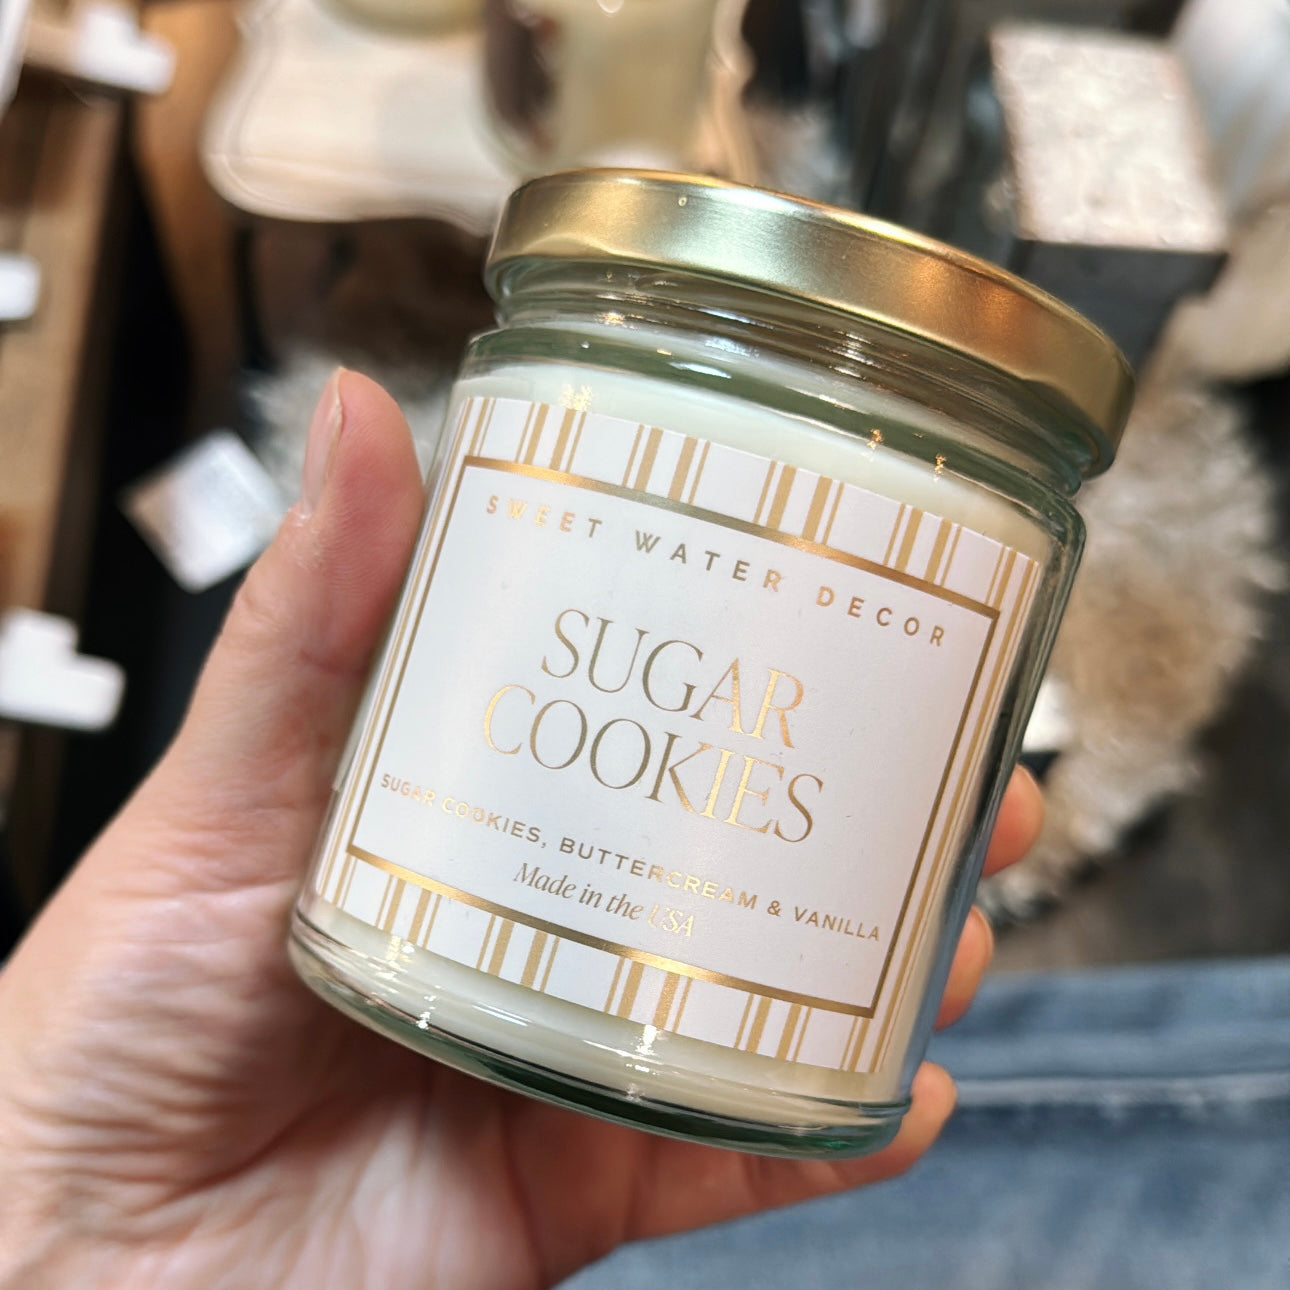 SWEET WATER DECOR
SUGAR
COOKIES
SUGAR COOKIES, BUTTERCREAM & VANILLA
Made in the USA